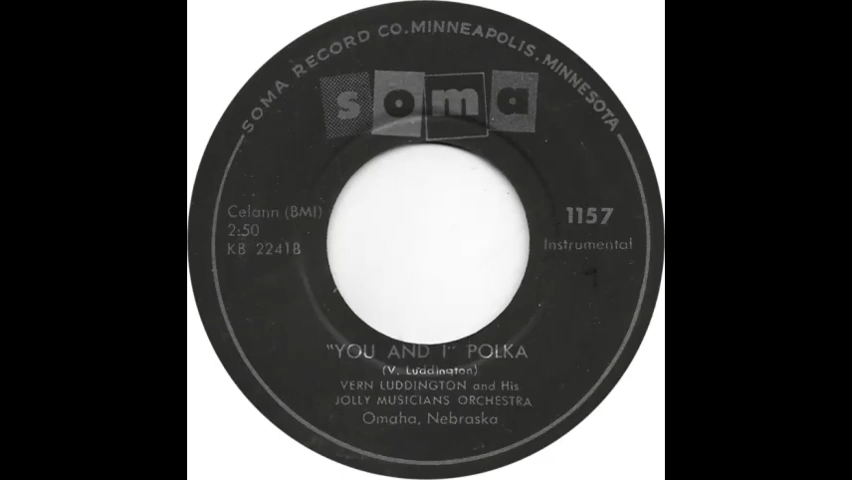 SOMA RECORD CO. MINNEAPOLIS, MINNESOTA
soma
Celann (BMI)
2:50
KB 2241B
1157
Instrumental
"YOU AND I" POLKA
(V. Luddington)
VERN LUDDINGTON and His
JOLLY MUSICIANS ORCHESTRA
Omaha, Nebraska